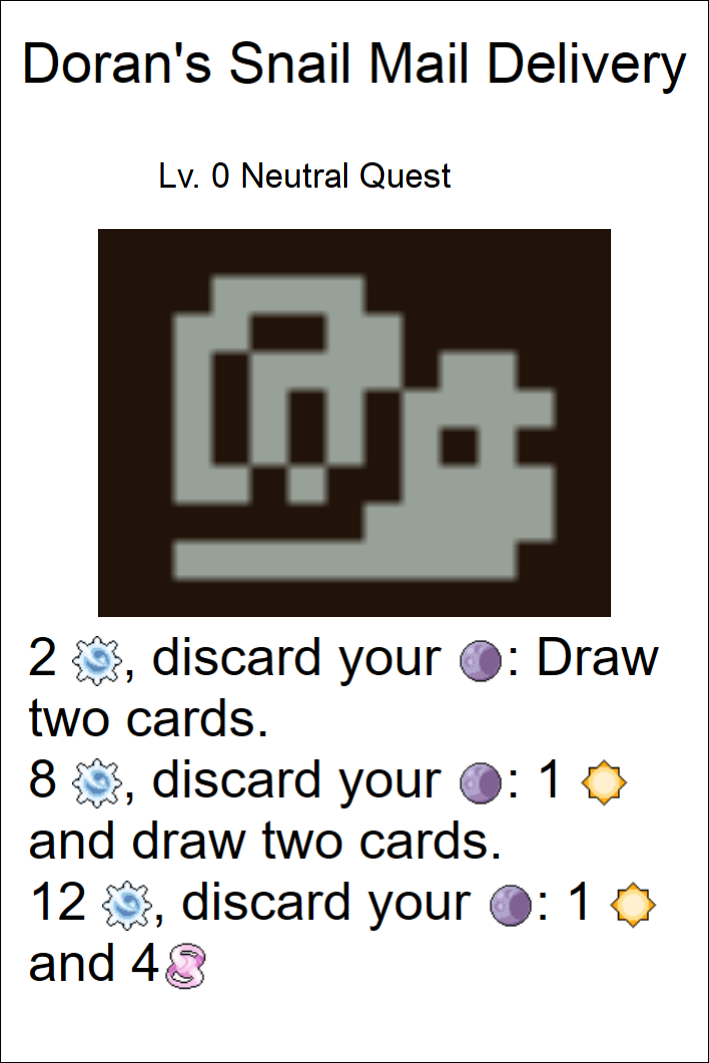 Doran's Snail Mail Delivery
Lv. 0 Neutral Quest
2 , discard your : Draw
two cards.
8 , discard your : 1
and draw two cards.
12 , discard your : 1
and 4